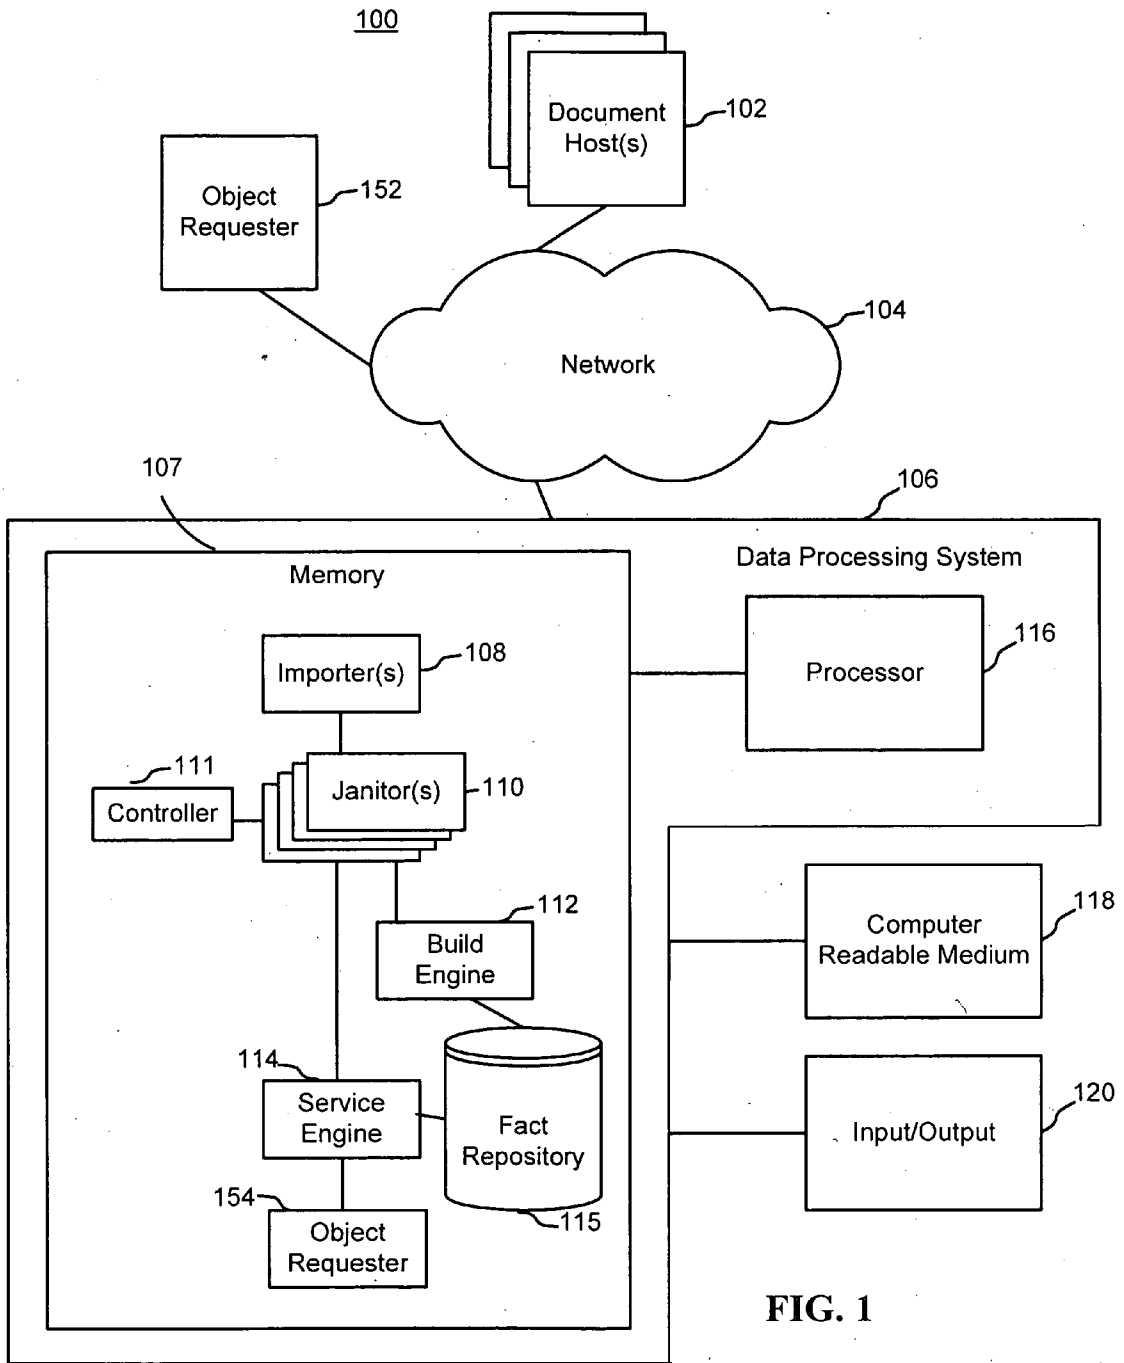 100
Document
Host(s)
102
Object
Requester
152
104
Network
107
106
Memory
Data Processing System
Importer(s)
108
Processor
116
111
Controller
Janitor(s)
110
112
Build
Engine
Computer
Readable Medium
118
114
Service
Engine
Fact
Repository
115
Input/Output
120
154
Object
Requester
FIG. 1